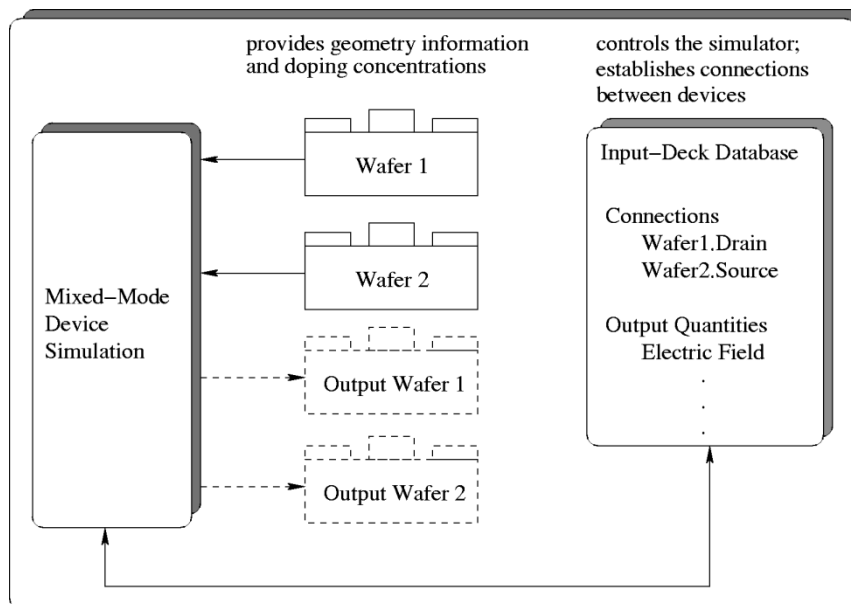 provides geometry information
and doping concentrations
controls the simulator;
establishes connections
between devices
Wafer 1
Wafer 2
Mixed−Mode
Device
Simulation
Output Wafer 1
Output Wafer 2
Input−Deck Database
Connections
Wafer1.Drain
Wafer2.Source
Output Quantities
Electric Field
.
.
.